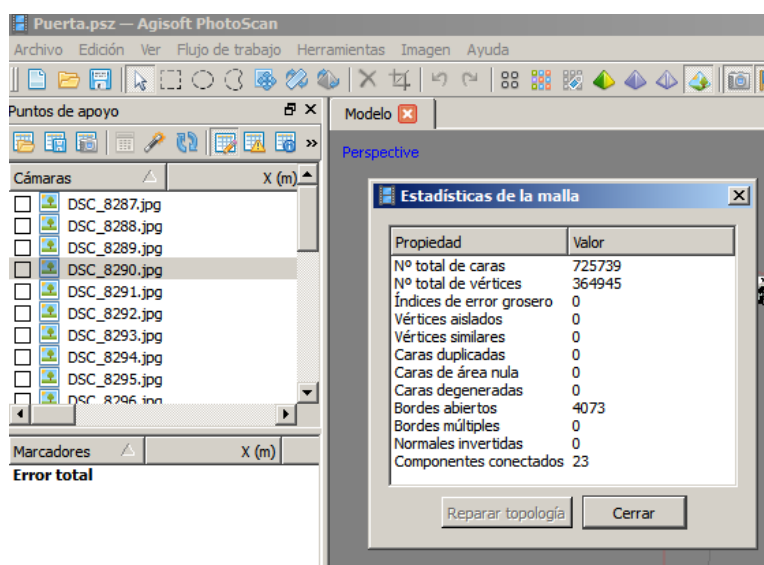 Puerta.psz — Agisoft PhotoScan
Archivo Edición Ver Flujo de trabajo Herramientas Imagen Ayuda
Puntos de apoyo
Modelo
Perspective
Cámaras X (m)
DSC_8287.jpg
DSC_8288.jpg
DSC_8289.jpg
DSC_8290.jpg
DSC_8291.jpg
DSC_8292.jpg
DSC_8293.jpg
DSC_8294.jpg
DSC_8295.jpg
DSC_8296.jpg
Marcadores X (m)
Error total
Estadísticas de la malla
Propiedad Valor
Nº total de caras 725739
Nº total de vértices 364945
Índices de error grosero 0
Vértices aislados 0
Vértices similares 0
Caras duplicadas 0
Caras de área nula 0
Caras degeneradas 0
Bordes abiertos 4073
Bordes múltiples 0
Normales invertidas 0
Componentes conectados 23
Reparar topología Cerrar